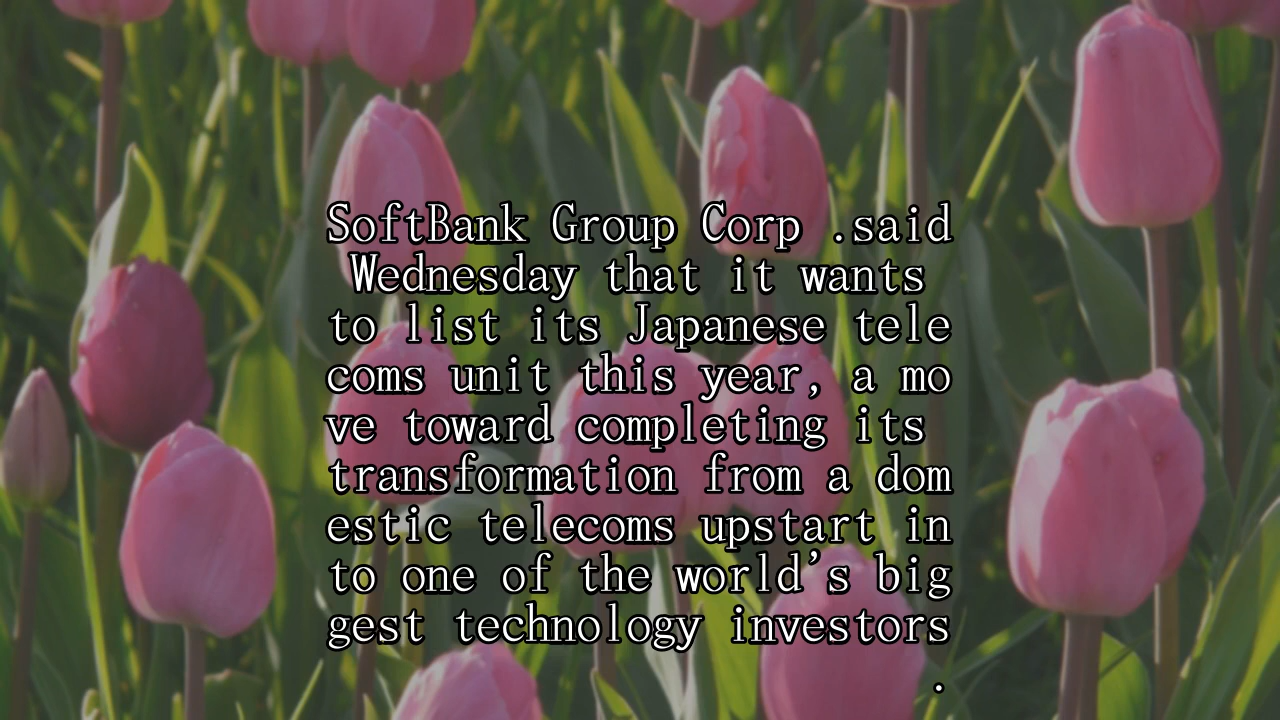 SoftBank Group Corp .said
Wednesday that it wants
to list its Japanese tele
coms unit this year, a mo
ve toward completing its
transformation from a dom
estic telecoms upstart in
to one of the world’s big
gest technology investors
.